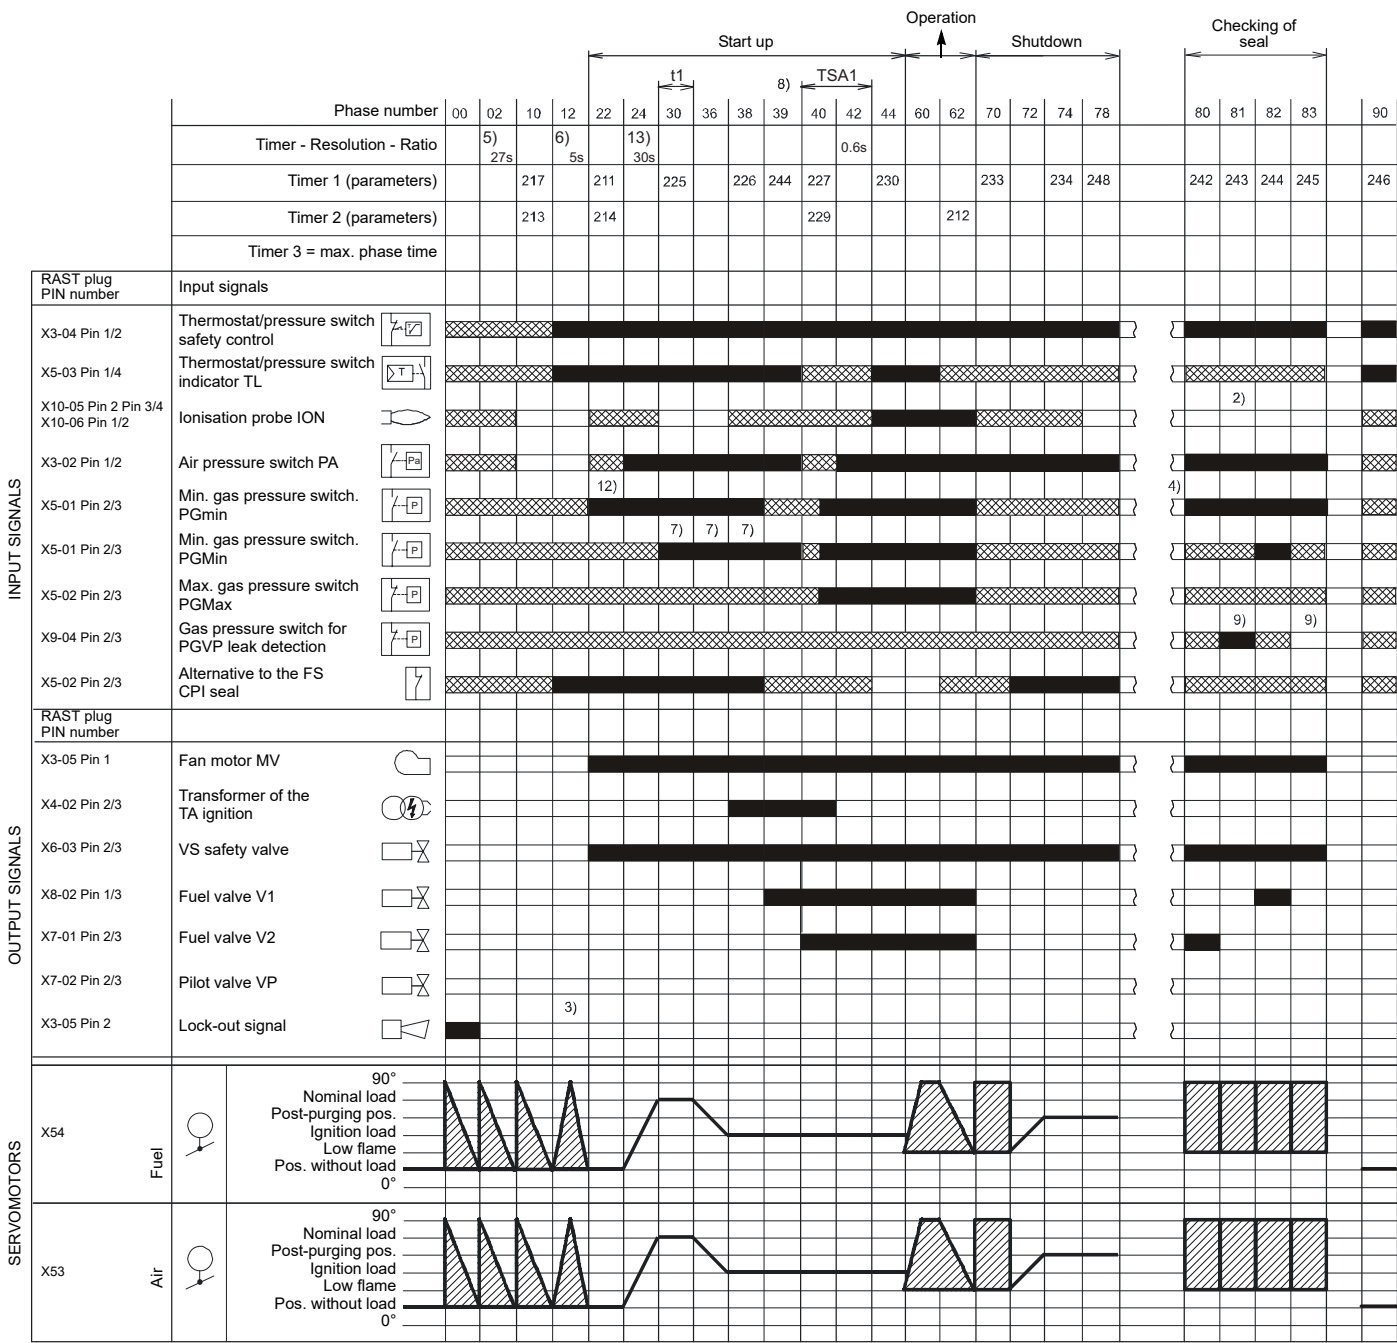 Operation
Start up
Shutdown
Checking of
seal
t1
8)
TSA1
Phase number 00 02 10 12 22 24 30 36 38 39 40 42 44 60 62 70 72 74 78 80 81 82 83 90
Timer - Resolution - Ratio 5) 27s 6) 5s 13) 30s 0.6s
Timer 1 (parameters) 217 211 225 226 244 227 230 233 234 248 242 243 244 245 246
Timer 2 (parameters) 213 214 229 212
Timer 3 = max. phase time
RAST plug
PIN number
Input signals
INPUT SIGNALS
X3-04 Pin 1/2
Thermostat/pressure switch
safety control
X5-03 Pin 1/4
Thermostat/pressure switch
indicator TL
T
2)
X10-05 Pin 2 Pin 3/4
X10-06 Pin 1/2
Ionisation probe ION
X3-02 Pin 1/2
Air pressure switch PA
Pa
12)
4)
X5-01 Pin 2/3
Min. gas pressure switch.
PGmin
P
7) 7) 7)
X5-01 Pin 2/3
Min. gas pressure switch.
PGMin
P
X5-02 Pin 2/3
Max. gas pressure switch
PGMax
P
9) 9)
X9-04 Pin 2/3
Gas pressure switch for
PGVP leak detection
P
X5-02 Pin 2/3
Alternative to the FS
CPI seal
RAST plug
PIN number
OUTPUT SIGNALS
X3-05 Pin 1
Fan motor MV
X4-02 Pin 2/3
Transformer of the
TA ignition
X6-03 Pin 2/3
VS safety valve
X8-02 Pin 1/3
Fuel valve V1
X7-01 Pin 2/3
Fuel valve V2
X7-02 Pin 2/3
Pilot valve VP
3)
X3-05 Pin 2
Lock-out signal
SERVOMOTORS
X54
Fuel
90°
Nominal load
Post-purging pos.
Ignition load
Low flame
Pos. without load
0°
X53
Air
90°
Nominal load
Post-purging pos.
Ignition load
Low flame
Pos. without load
0°